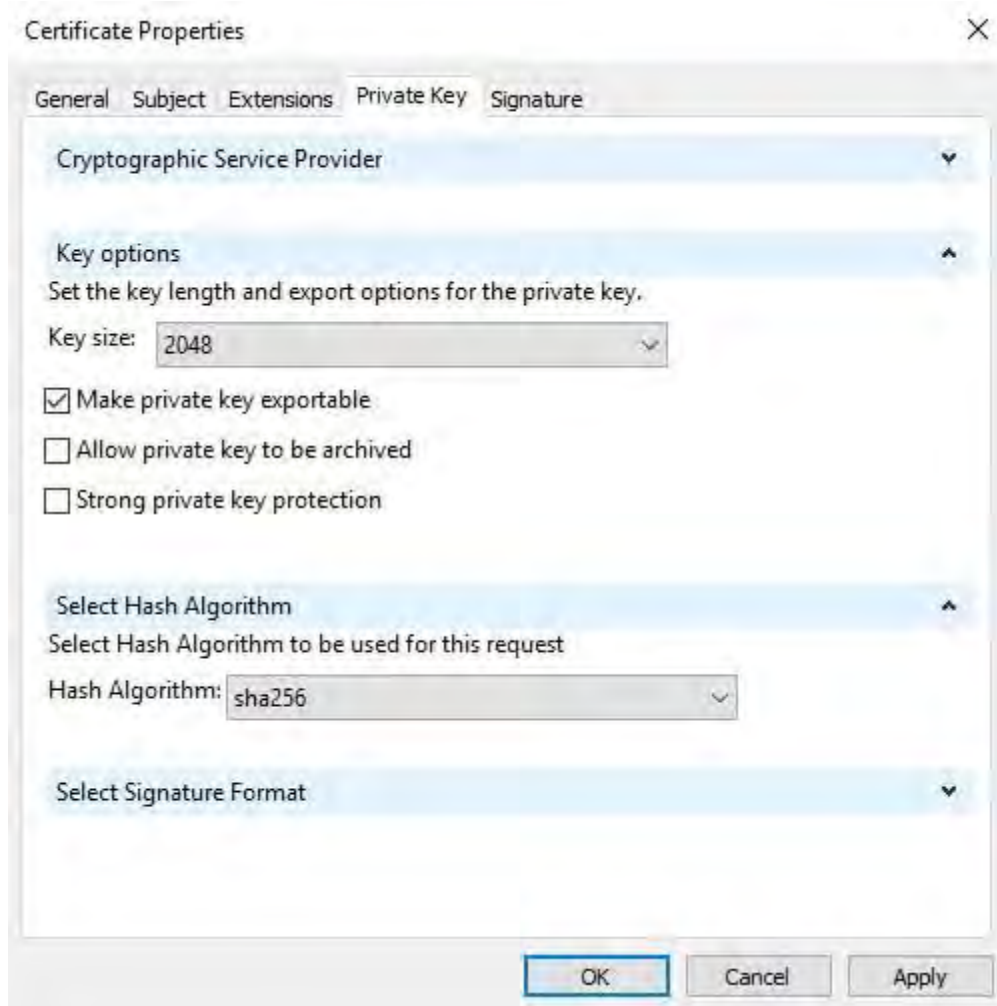 Certificate Properties
General Subject Extensions Private Key Signature
Cryptographic Service Provider
Key options
Set the key length and export options for the private key.
Key size: 2048
Make private key exportable
Allow private key to be archived
Strong private key protection
Select Hash Algorithm
Select Hash Algorithm to be used for this request
Hash Algorithm: sha256
Select Signature Format
OK Cancel Apply